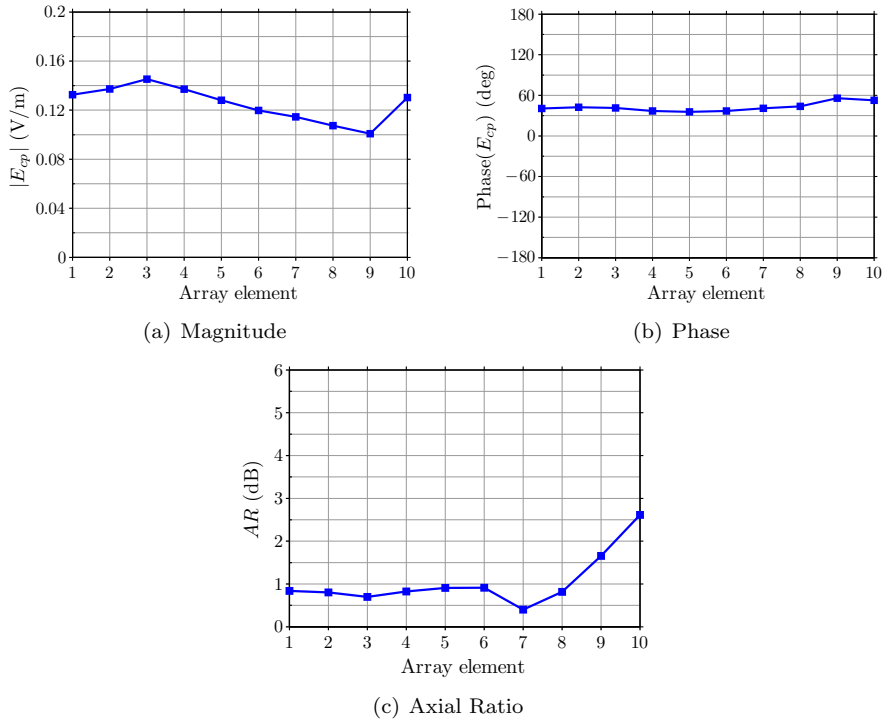 0.2
0.16
0.12
0.08
0.04
0
|E_cp| (V/m)
1 2 3 4 5 6 7 8 9 10
Array element
(a) Magnitude
180
120
60
0
−60
−120
−180
Phase(E_cp) (deg)
1 2 3 4 5 6 7 8 9 10
Array element
(b) Phase
6
5
4
3
2
1
0
AR (dB)
1 2 3 4 5 6 7 8 9 10
Array element
(c) Axial Ratio